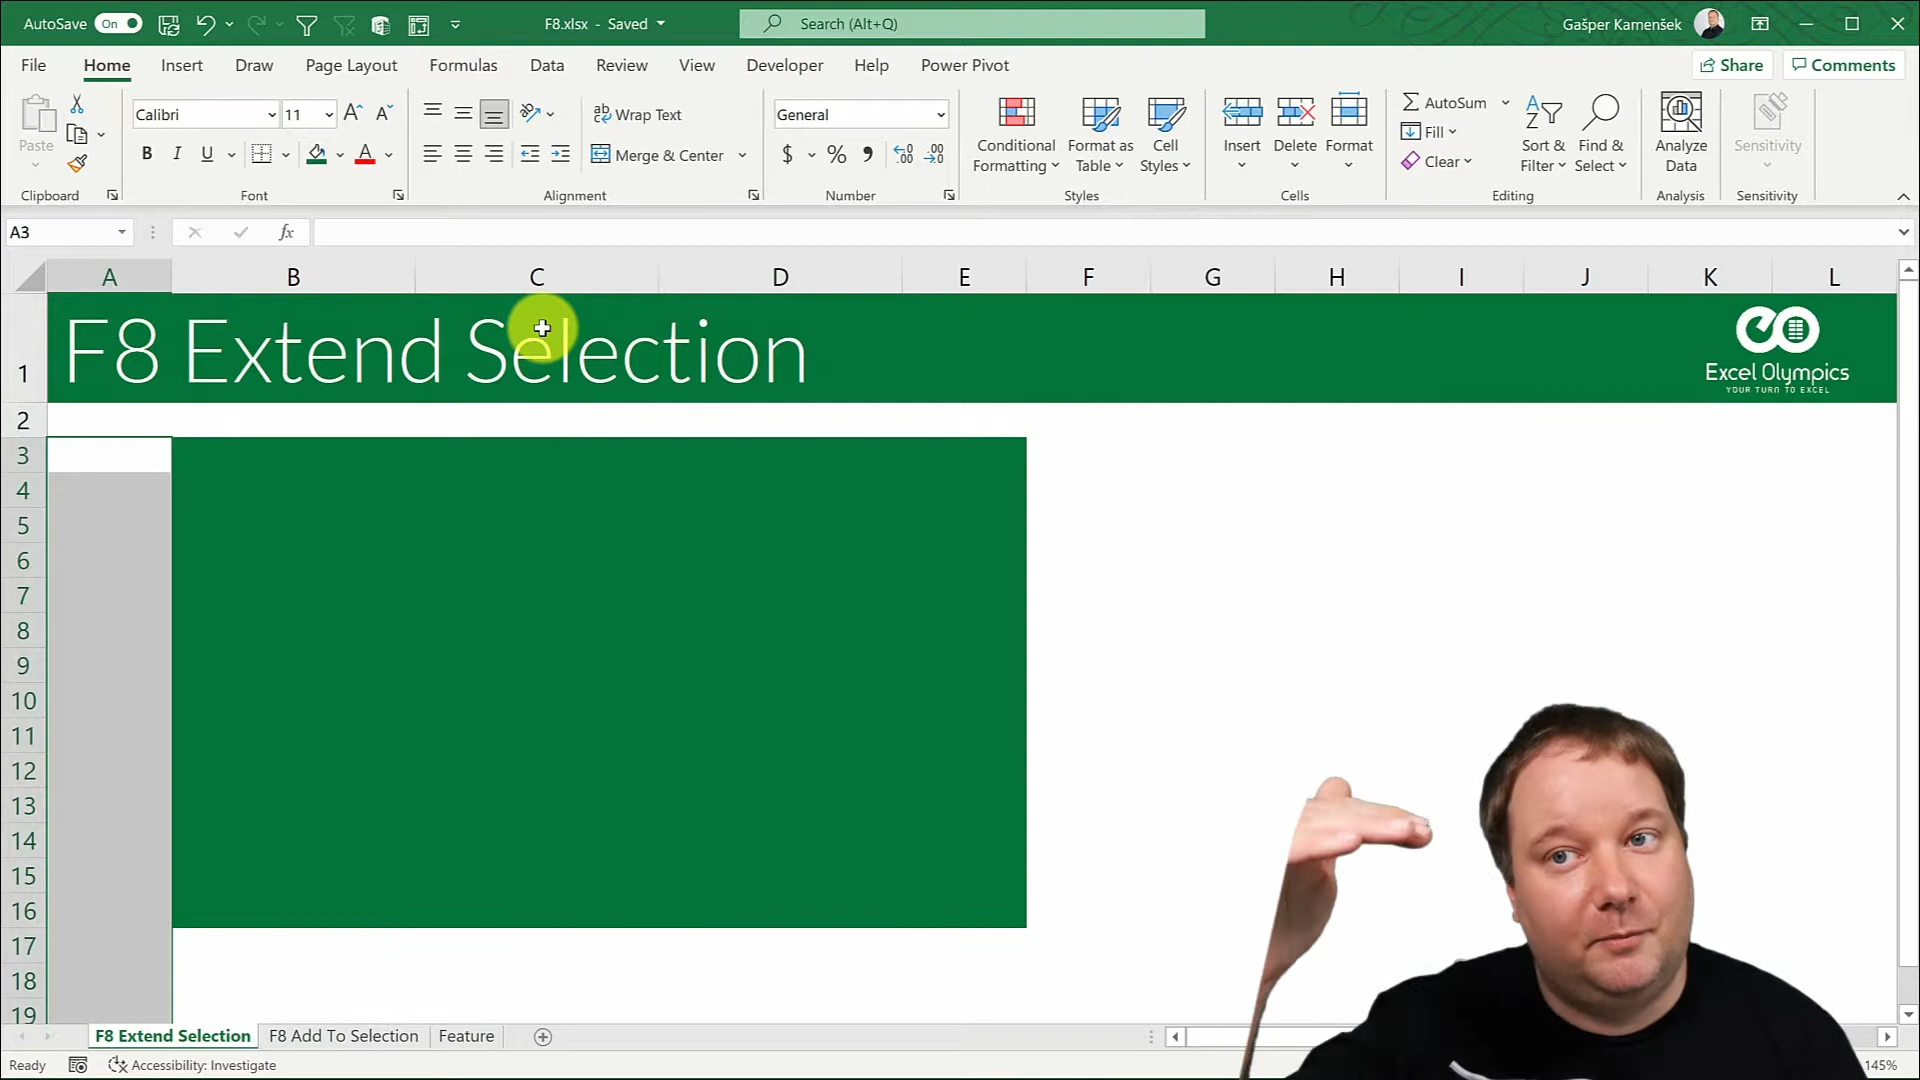 AutoSave On F8.xlsx - Saved Search (Alt+Q) Gašper Kamenšek
File Home Insert Draw Page Layout Formulas Data Review View Developer Help Power Pivot Share Comments
Paste
Clipboard
Calibri 11
B I U A
Font
Wrap Text
Merge & Center
Alignment
General
$ % 9 .00 .00
Number
Conditional Formatting
Format as Table
Cell Styles
Styles
Insert
Delete
Format
Cells
AutoSum
Fill
Clear
Sort & Filter
Find & Select
Editing
Analyze Data
Analysis
Sensitivity
Sensitivity
A3 fx
A B C D E F G H I J K L
F8 Extend Selection
Excel Olympics
YOUR TURN TO EXCEL
1
2
3
4
5
6
7
8
9
10
11
12
13
14
15
16
17
18
19
F8 Extend Selection F8 Add To Selection Feature
Ready Accessibility: Investigate 145%